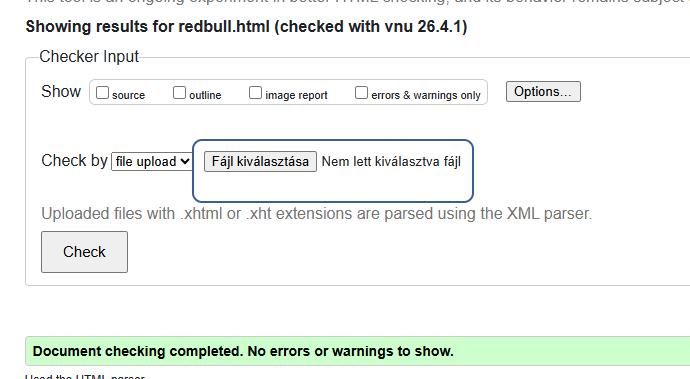 This tool is an ongoing experiment in better HTML checking, and its behavior remains subject
Showing results for redbull.html (checked with vnu 26.4.1)
Checker Input
Show source outline image report errors & warnings only Options...
Check by file upload Fájl kiválasztása Nem lett kiválasztva fájl
Uploaded files with .xhtml or .xht extensions are parsed using the XML parser.
Check
Document checking completed. No errors or warnings to show.
Used the HTML parser.